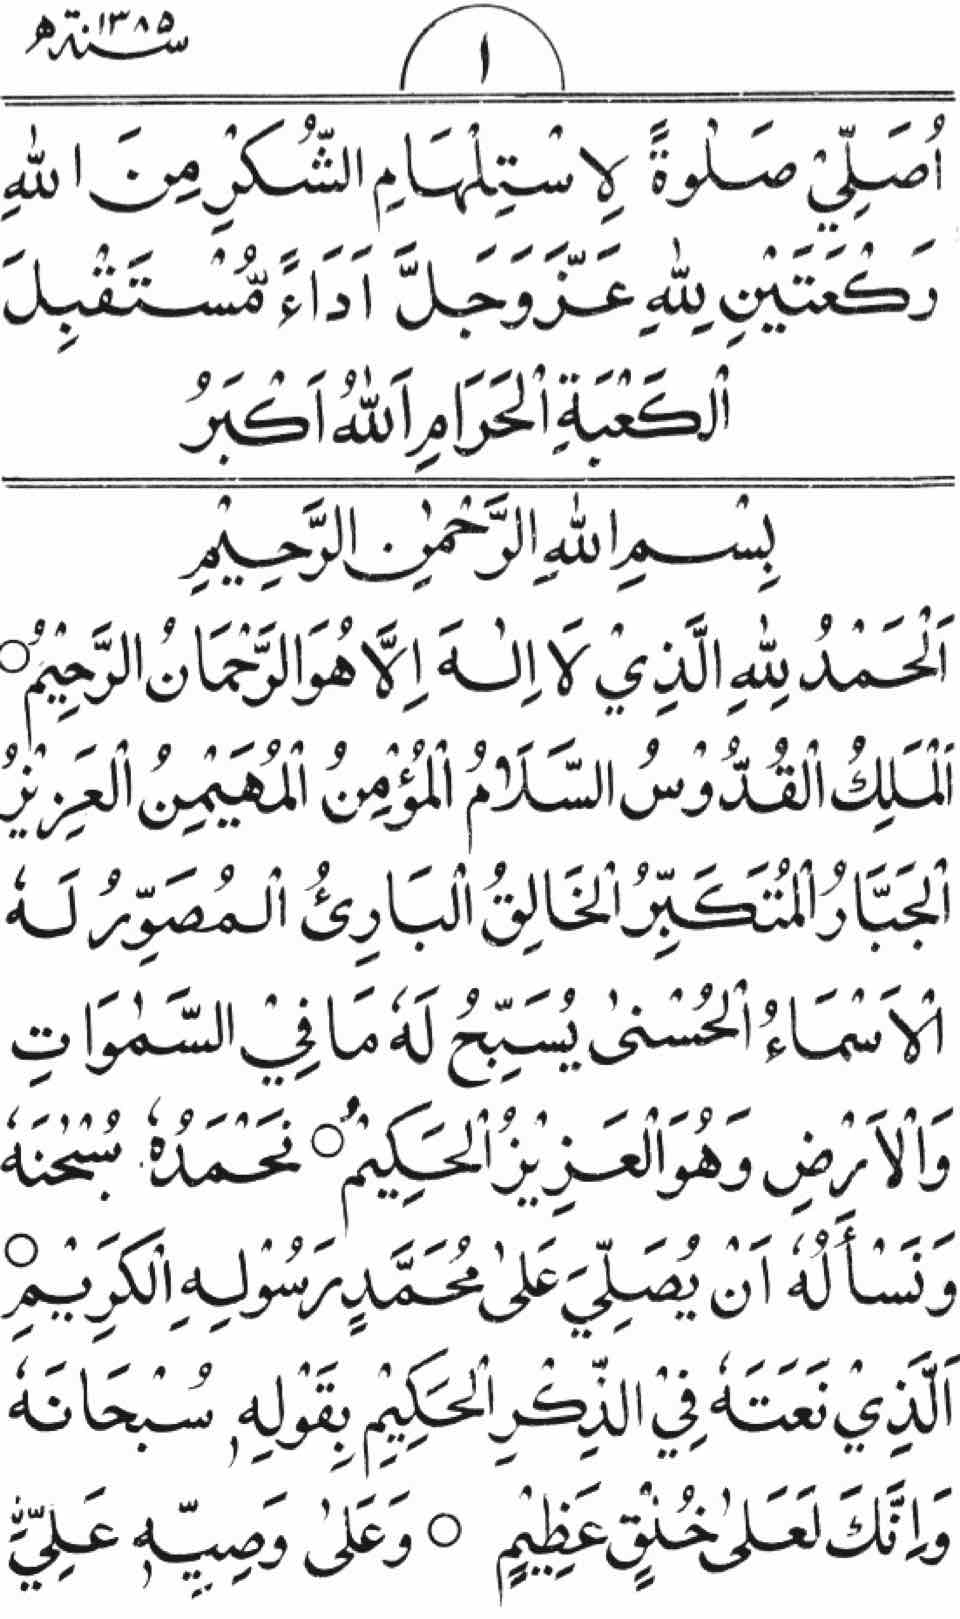 سنة ١٣٨٥ھ
١
اُصَلِّيْ صَلٰوةً لِاسْتِلْهَامِ الشُّكْرِ مِنَ اللهِ
رَكْعَتَيْنِ لِلّٰهِ عَزَّ وَجَلَّ اَدَاءً مُّسْتَقْبِلَ
الْكَعْبَةِ الْحَرَامِ اَللّٰهُ اَكْبَرُ
بِسْمِ اللهِ الرَّحْمٰنِ الرَّحِيْمِ
اَلْحَمْدُ لِلّٰهِ الَّذِيْ لَا اِلٰهَ اِلَّا هُوَ الرَّحْمَانُ الرَّحِيْمُ ○
اَلْمَلِكُ الْقُدُّوْسُ السَّلَامُ الْمُؤْمِنُ الْمُهَيْمِنُ الْعَزِيْزُ
الْجَبَّارُ الْمُتَكَبِّرُ الْخَالِقُ الْبَارِئُ الْمُصَوِّرُ لَهٗ
الْاَسْمَاءُ الْحُسْنٰى يُسَبِّحُ لَهٗ مَا فِيْ السَّمٰوَاتِ
وَالْاَرْضِ وَهُوَ الْعَزِيْزُ الْحَكِيْمُ ○ نَحْمَدُهٗ سُبْحٰنَهٗ
وَنَسْأَلُهٗ اَنْ يُصَلِّيَ عَلٰى مُحَمَّدٍ رَسُوْلِهِ الْكَرِيْمِ ○
اَلَّذِيْ نَعَتَهٗ فِيْ الذِّكْرِ الْحَكِيْمِ بِقَوْلِهٖ سُبْحَانَهٗ
وَاِنَّكَ لَعَلٰى خُلُقٍ عَظِيْمٍ ○ وَعَلٰى وَصِيِّهٖ عَلِيِّ